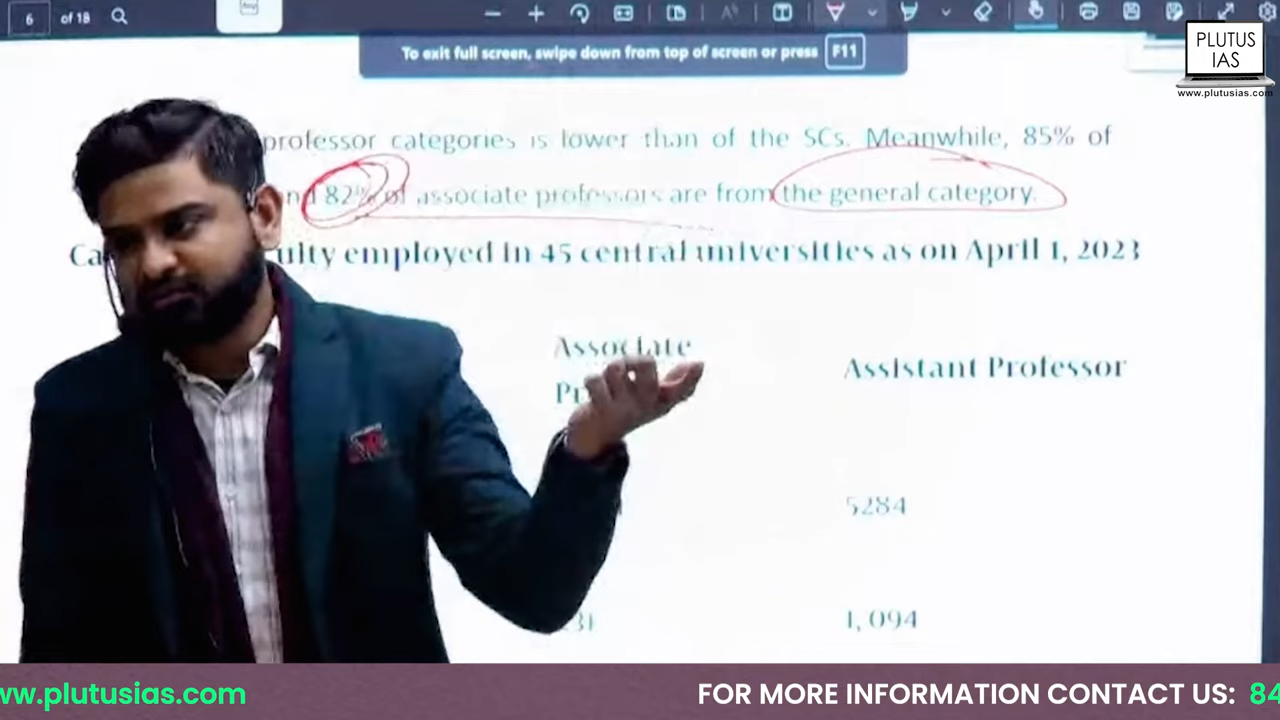 6 of 18
To exit full screen, swipe down from top of screen or press F11
PLUTUS
IAS
www.plutusias.com
professor categories is lower than of the SCs. Meanwhile, 85% of
82% of associate professors are from the general category.
employed in 45 central universities as on April 1, 2023
Associate
Assistant Professor
5284
1,094
www.plutusias.com
FOR MORE INFORMATION CONTACT US: 84